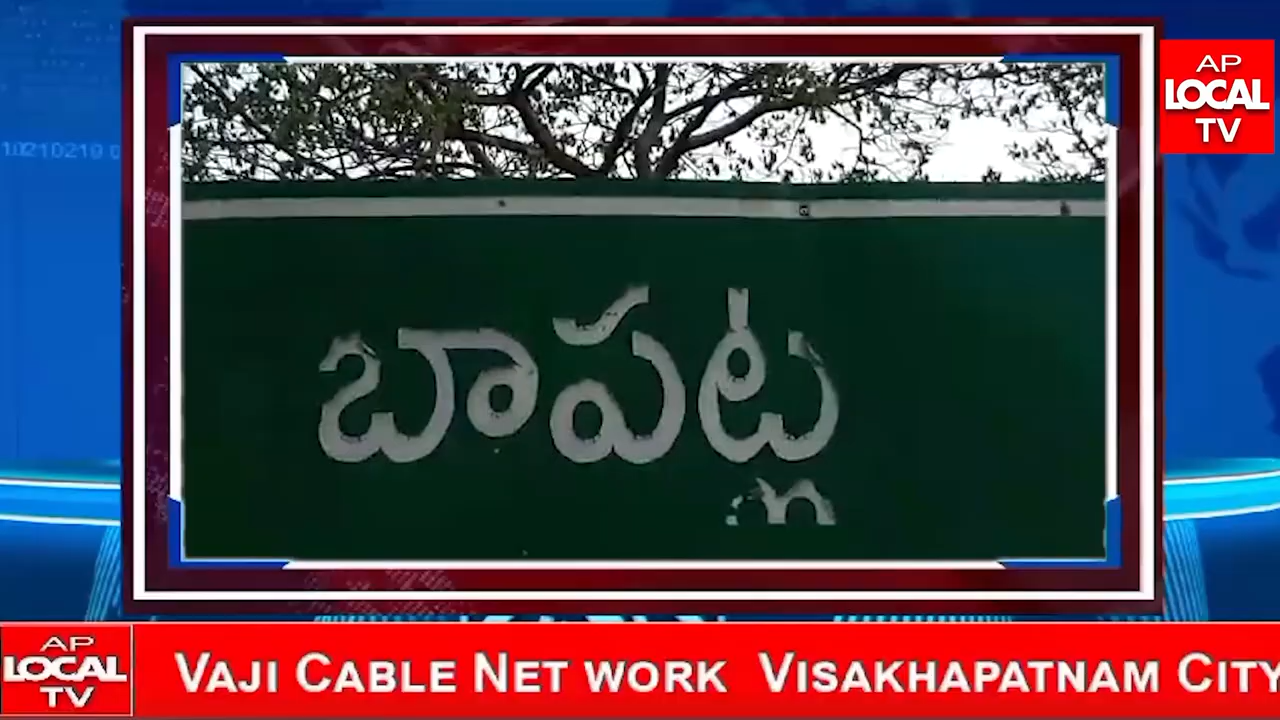 AP
LOCAL
TV
బాపట్ల
AP
LOCAL
TV
VAJI CABLE NET WORK VISAKHAPATNAM CITY